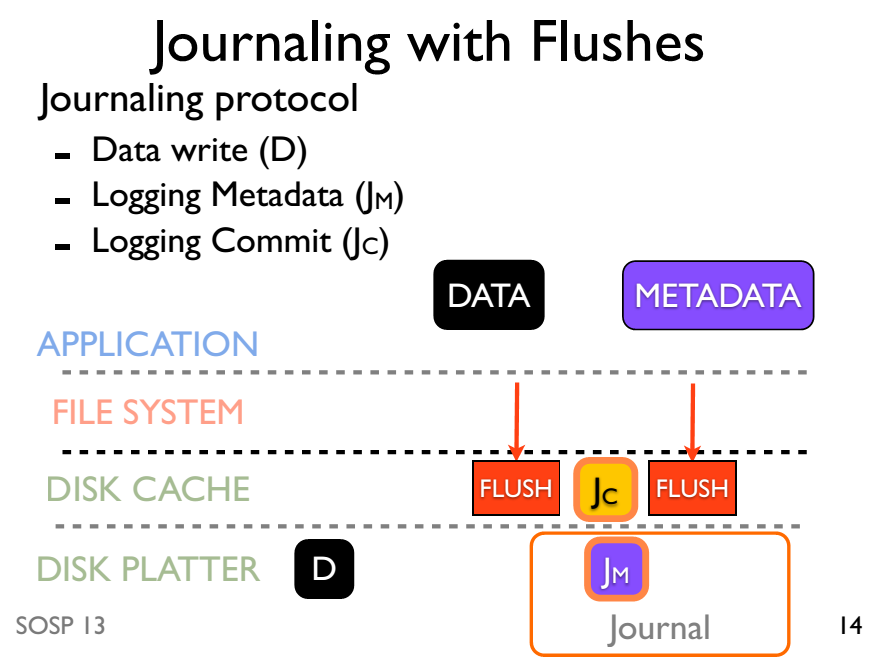 Journaling with Flushes
Journaling protocol
- Data write (D)
- Logging Metadata (JM)
- Logging Commit (JC)
DATA METADATA
APPLICATION
FILE SYSTEM
DISK CACHE FLUSH JC FLUSH
DISK PLATTER D JM
SOSP 13 Journal 14